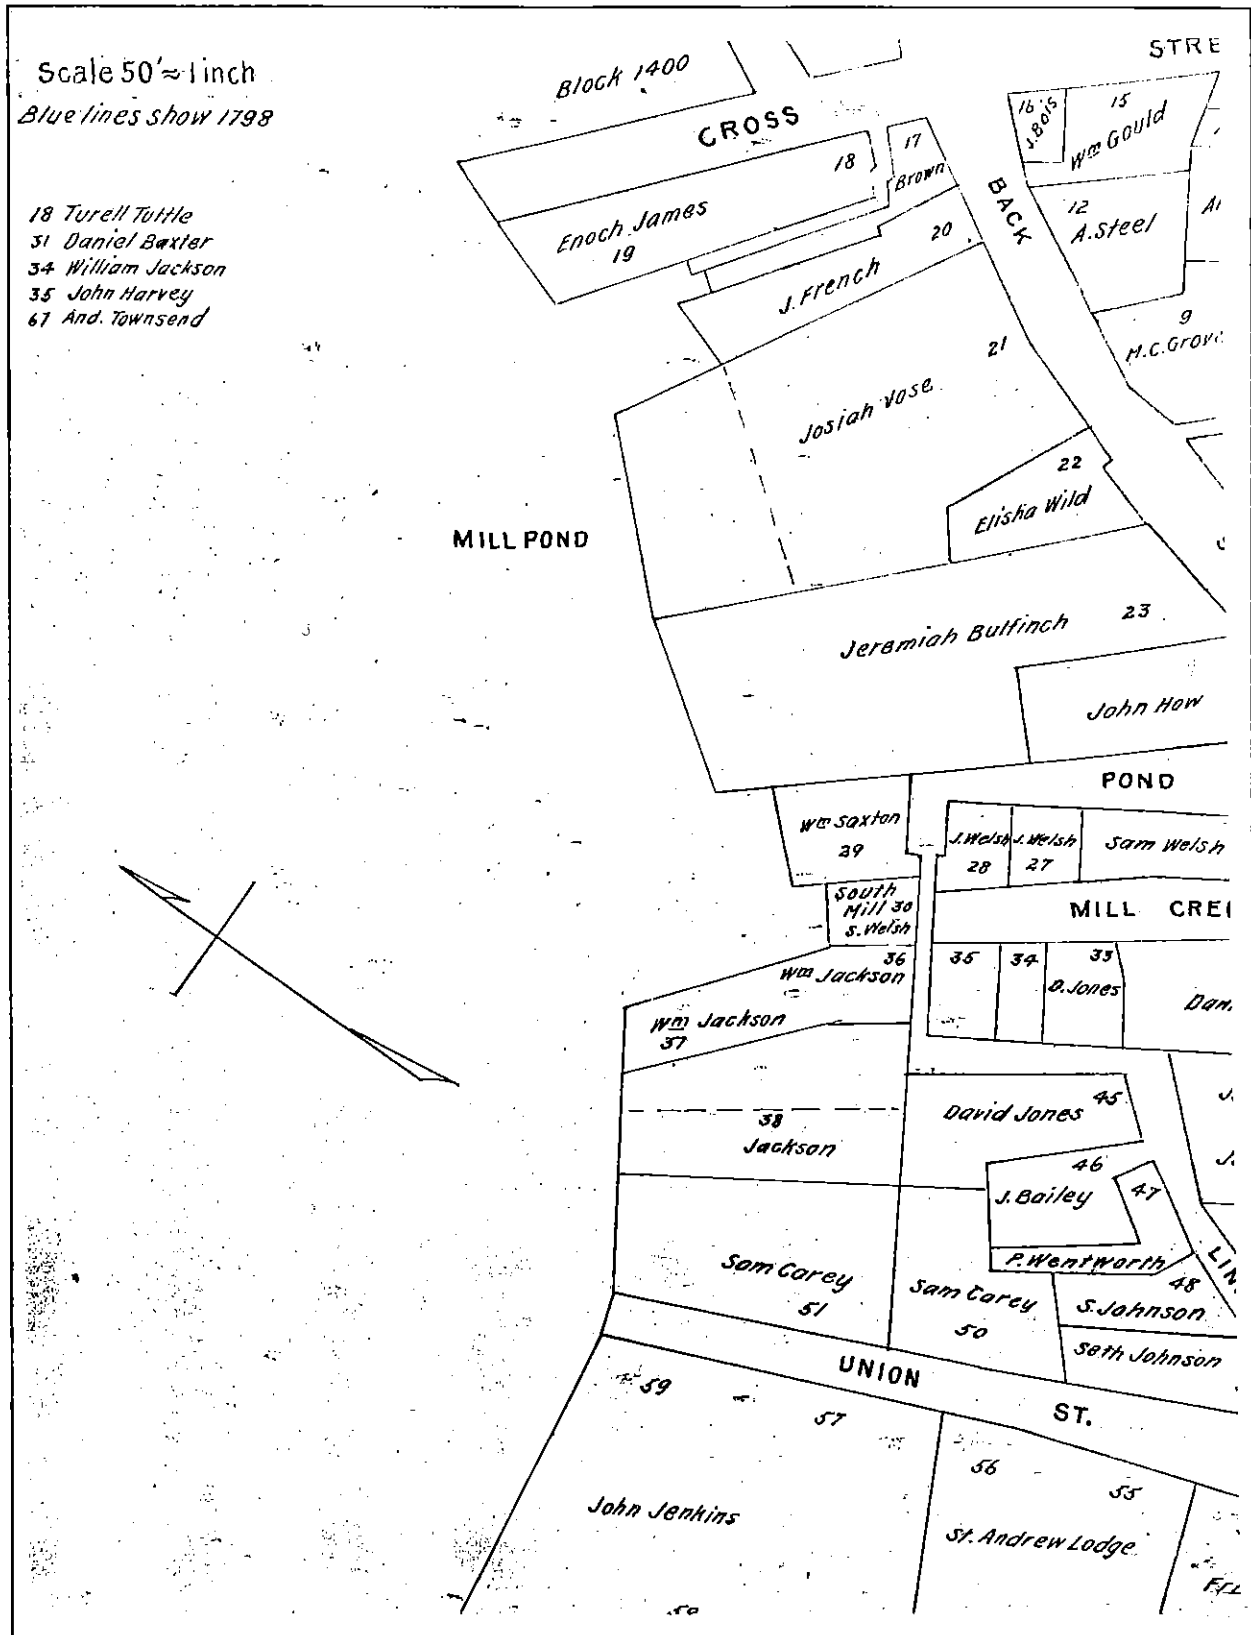 Scale 50'≈1 inch
Blue lines show 1798
18 Turell Tuttle
31 Daniel Baxter
34 William Jackson
35 John Harvey
67 And. Townsend
Block 1400
STRE
CROSS
18
17
Brown
16
J. Bois
15
Wm Gould
Enoch James
19
BACK
12
A. Steel
20
J. French
9
M.C. Grov
21
Josiah Vose
22
Elisha Wild
MILL POND
Jeremiah Bulfinch 23
John How
POND
Wm Saxton
29
J. Welsh
28
J. Welsh
27
Sam Welsh
South
Mill 30
S. Welsh
MILL CRE
36
Wm Jackson
35
34
33
D. Jones
Dan.
Wm Jackson
37
38
Jackson
David Jones 45
46
J. Bailey
47
P. Wentworth
LIN
Sam Carey
51
Sam Carey
50
48
S. Johnson
Seth Johnson
UNION ST.
59
57
56
55
John Jenkins
St. Andrew Lodge